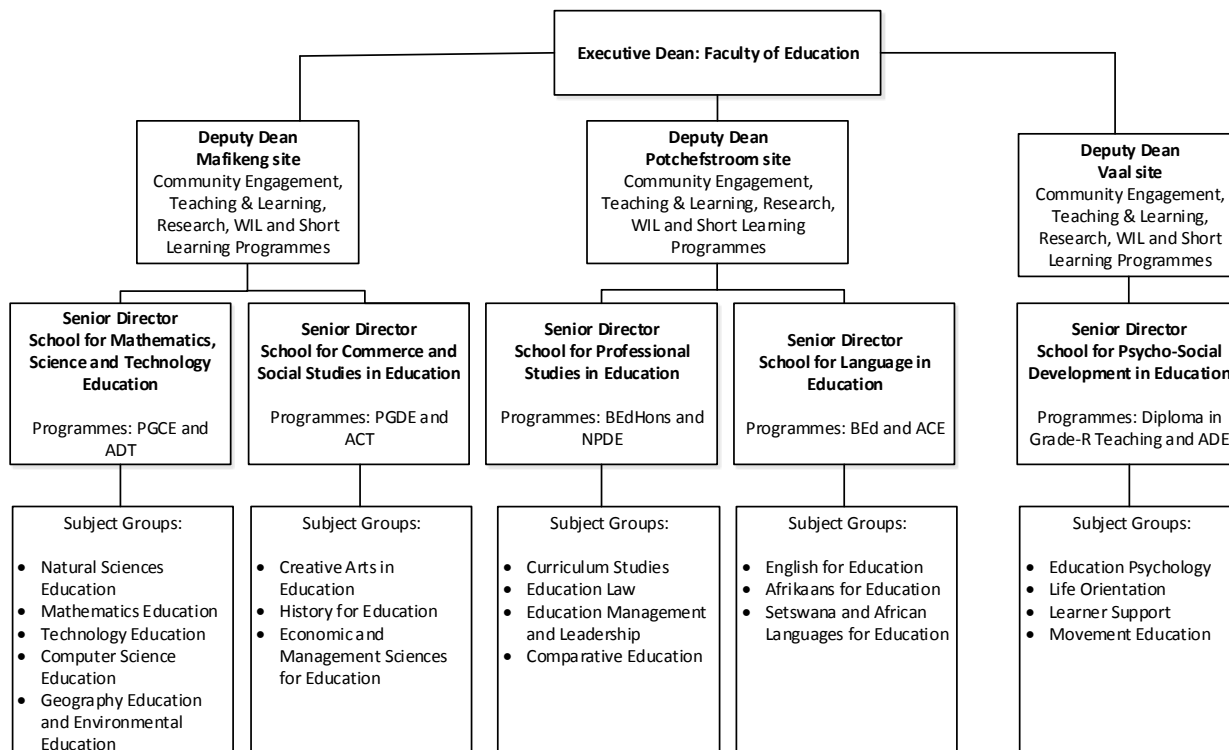 Executive Dean: Faculty of Education
Deputy Dean
Mafikeng site
Community Engagement,
Teaching & Learning,
Research, WIL and Short
Learning Programmes
Deputy Dean
Potchefstroom site
Community Engagement,
Teaching & Learning, Research,
WIL and Short Learning
Programmes
Deputy Dean
Vaal site
Community Engagement,
Teaching & Learning,
Research, WIL and Short
Learning Programmes
Senior Director
School for Mathematics,
Science and Technology
Education
Programmes: PGCE and
ADT
Senior Director
School for Commerce and
Social Studies in Education
Programmes: PGDE and
ACT
Senior Director
School for Professional
Studies in Education
Programmes: BEdHons and
NPDE
Senior Director
School for Language in
Education
Programmes: BEd and ACE
Senior Director
School for Psycho-Social
Development in Education
Programmes: Diploma in
Grade-R Teaching and ADE
Subject Groups:
• Natural Sciences
Education
• Mathematics Education
• Technology Education
• Computer Science
Education
• Geography Education
and Environmental
Education
Subject Groups:
• Creative Arts in
Education
• History for Education
• Economic and
Management Sciences
for Education
Subject Groups:
• Curriculum Studies
• Education Law
• Education Management
and Leadership
• Comparative Education
Subject Groups:
• English for Education
• Afrikaans for Education
• Setswana and African
Languages for Education
Subject Groups:
• Education Psychology
• Life Orientation
• Learner Support
• Movement Education